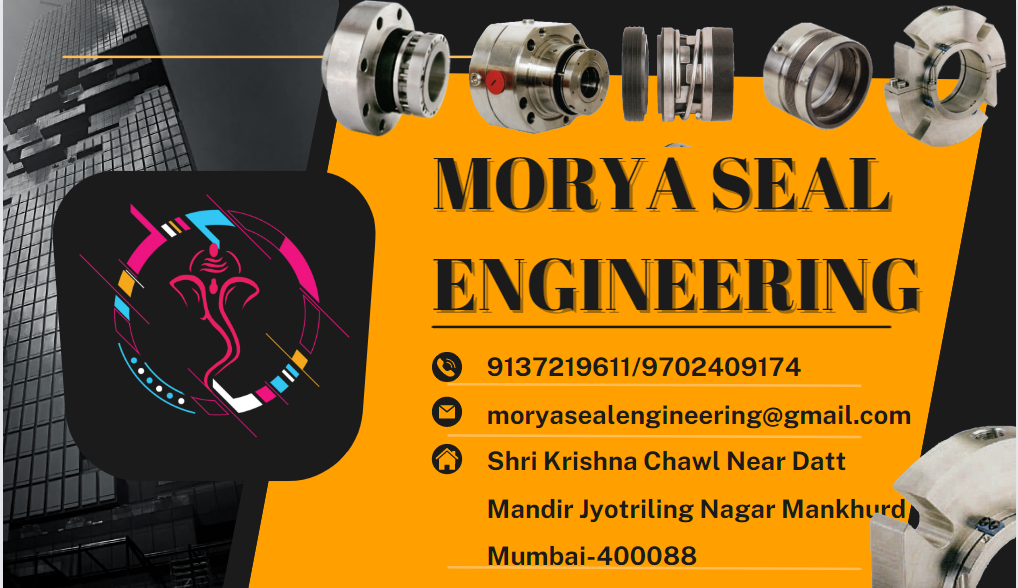 MORYA SEAL
ENGINEERING
9137219611/9702409174
moryasealengineering@gmail.com
Shri Krishna Chawl Near Datt
Mandir Jyotriling Nagar Mankhurd
Mumbai-400088